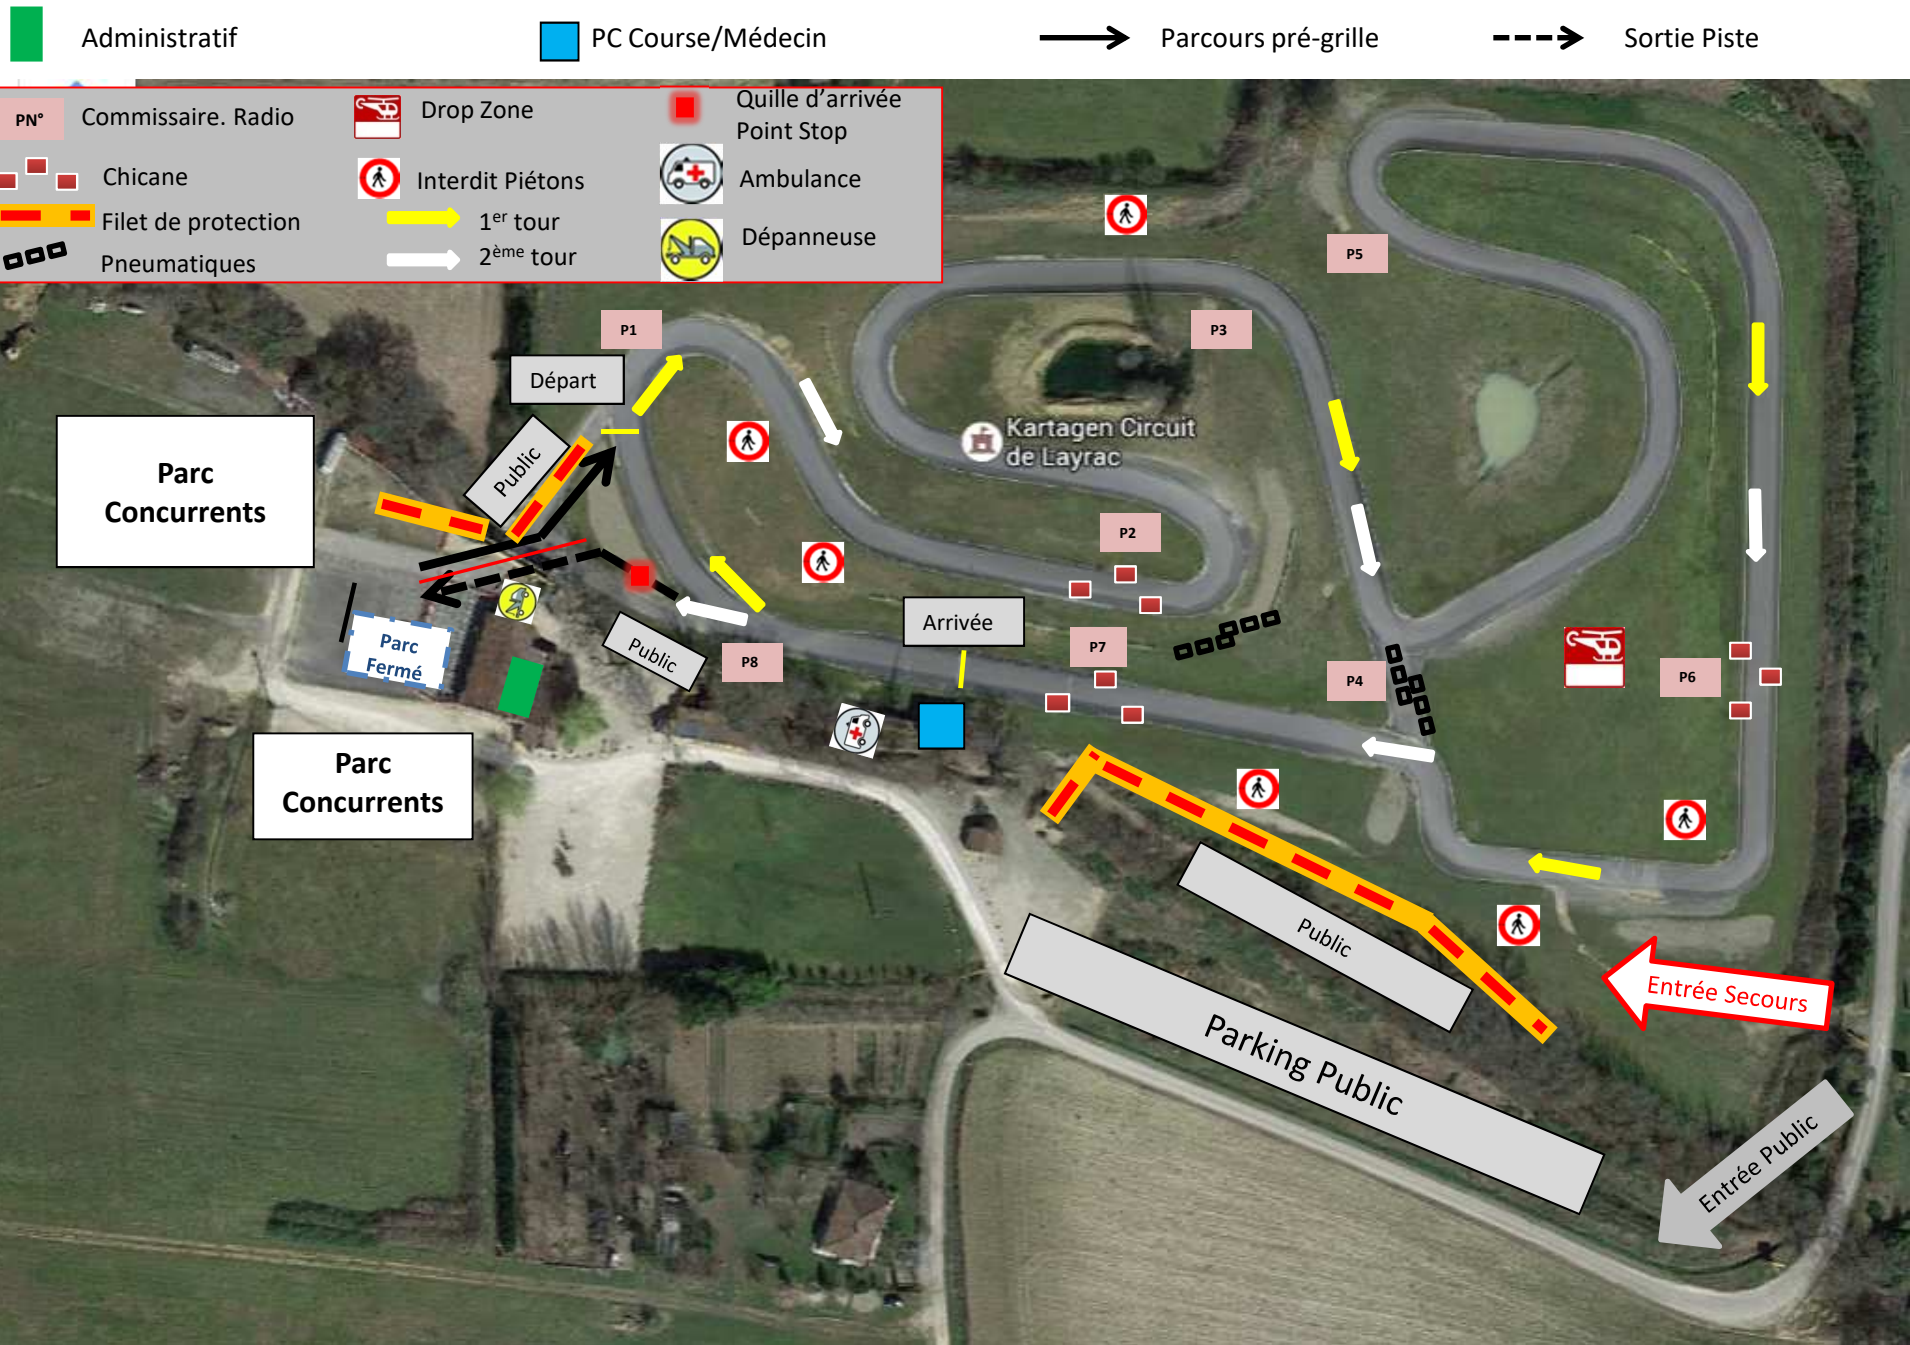 Administratif
PC Course/Médecin
Parcours pré-grille
Sortie Piste
PN°
Commissaire. Radio
Drop Zone
Quille d’arrivée
Point Stop
Chicane
Interdit Piétons
Ambulance
Filet de protection
1er tour
Dépanneuse
Pneumatiques
2ème tour
P5
P1
P3
Départ
Kartagen Circuit
de Layrac
Public
Parc
Concurrents
P2
Arrivée
Parc
Fermé
Public
P8
P7
P4
P6
Parc
Concurrents
Public
Entrée Secours
Parking Public
Entrée Public